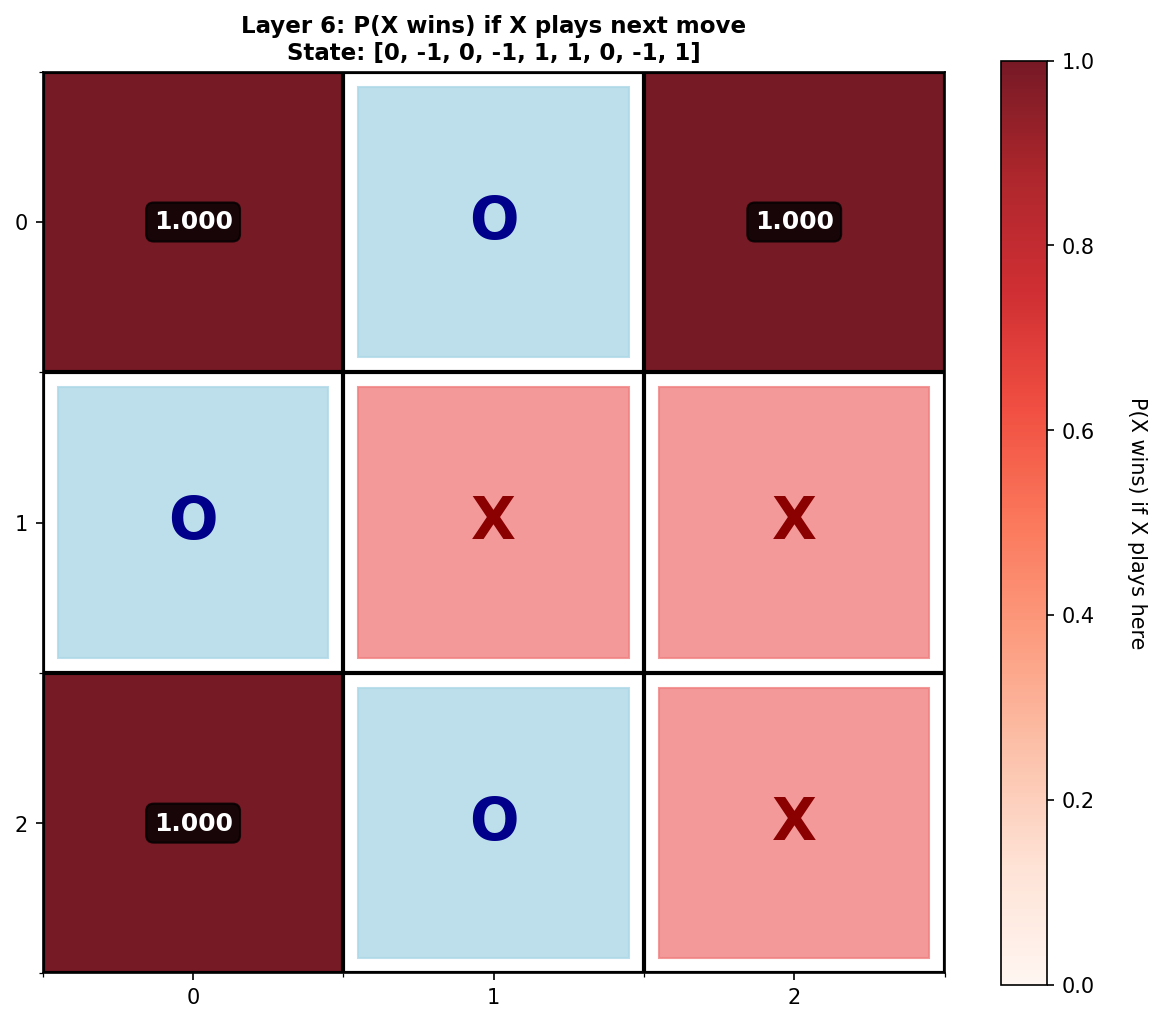 Layer 6: P(X wins) if X plays next move
State: [0, -1, 0, -1, 1, 1, 0, -1, 1]
1.000
O
1.000
O
X
X
1.000
O
X
0
1
2
0
1
2
1.0
0.8
0.6
0.4
0.2
0.0
P(X wins) if X plays here